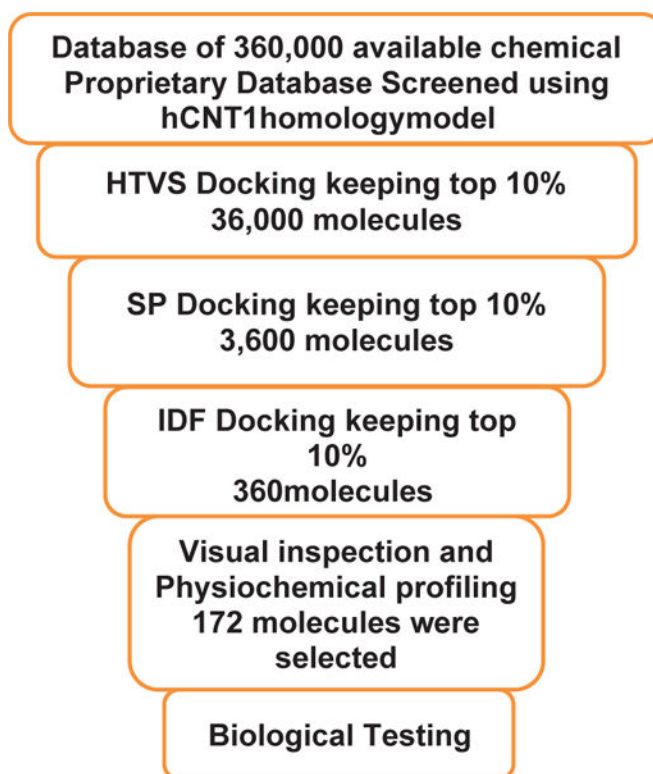 Database of 360,000 available chemical
Proprietary Database Screened using
hCNT1homologymodel
HTVS Docking keeping top 10%
36,000 molecules
SP Docking keeping top 10%
3,600 molecules
IDF Docking keeping top
10%
360molecules
Visual inspection and
Physiochemical profiling
172 molecules were
selected
Biological Testing